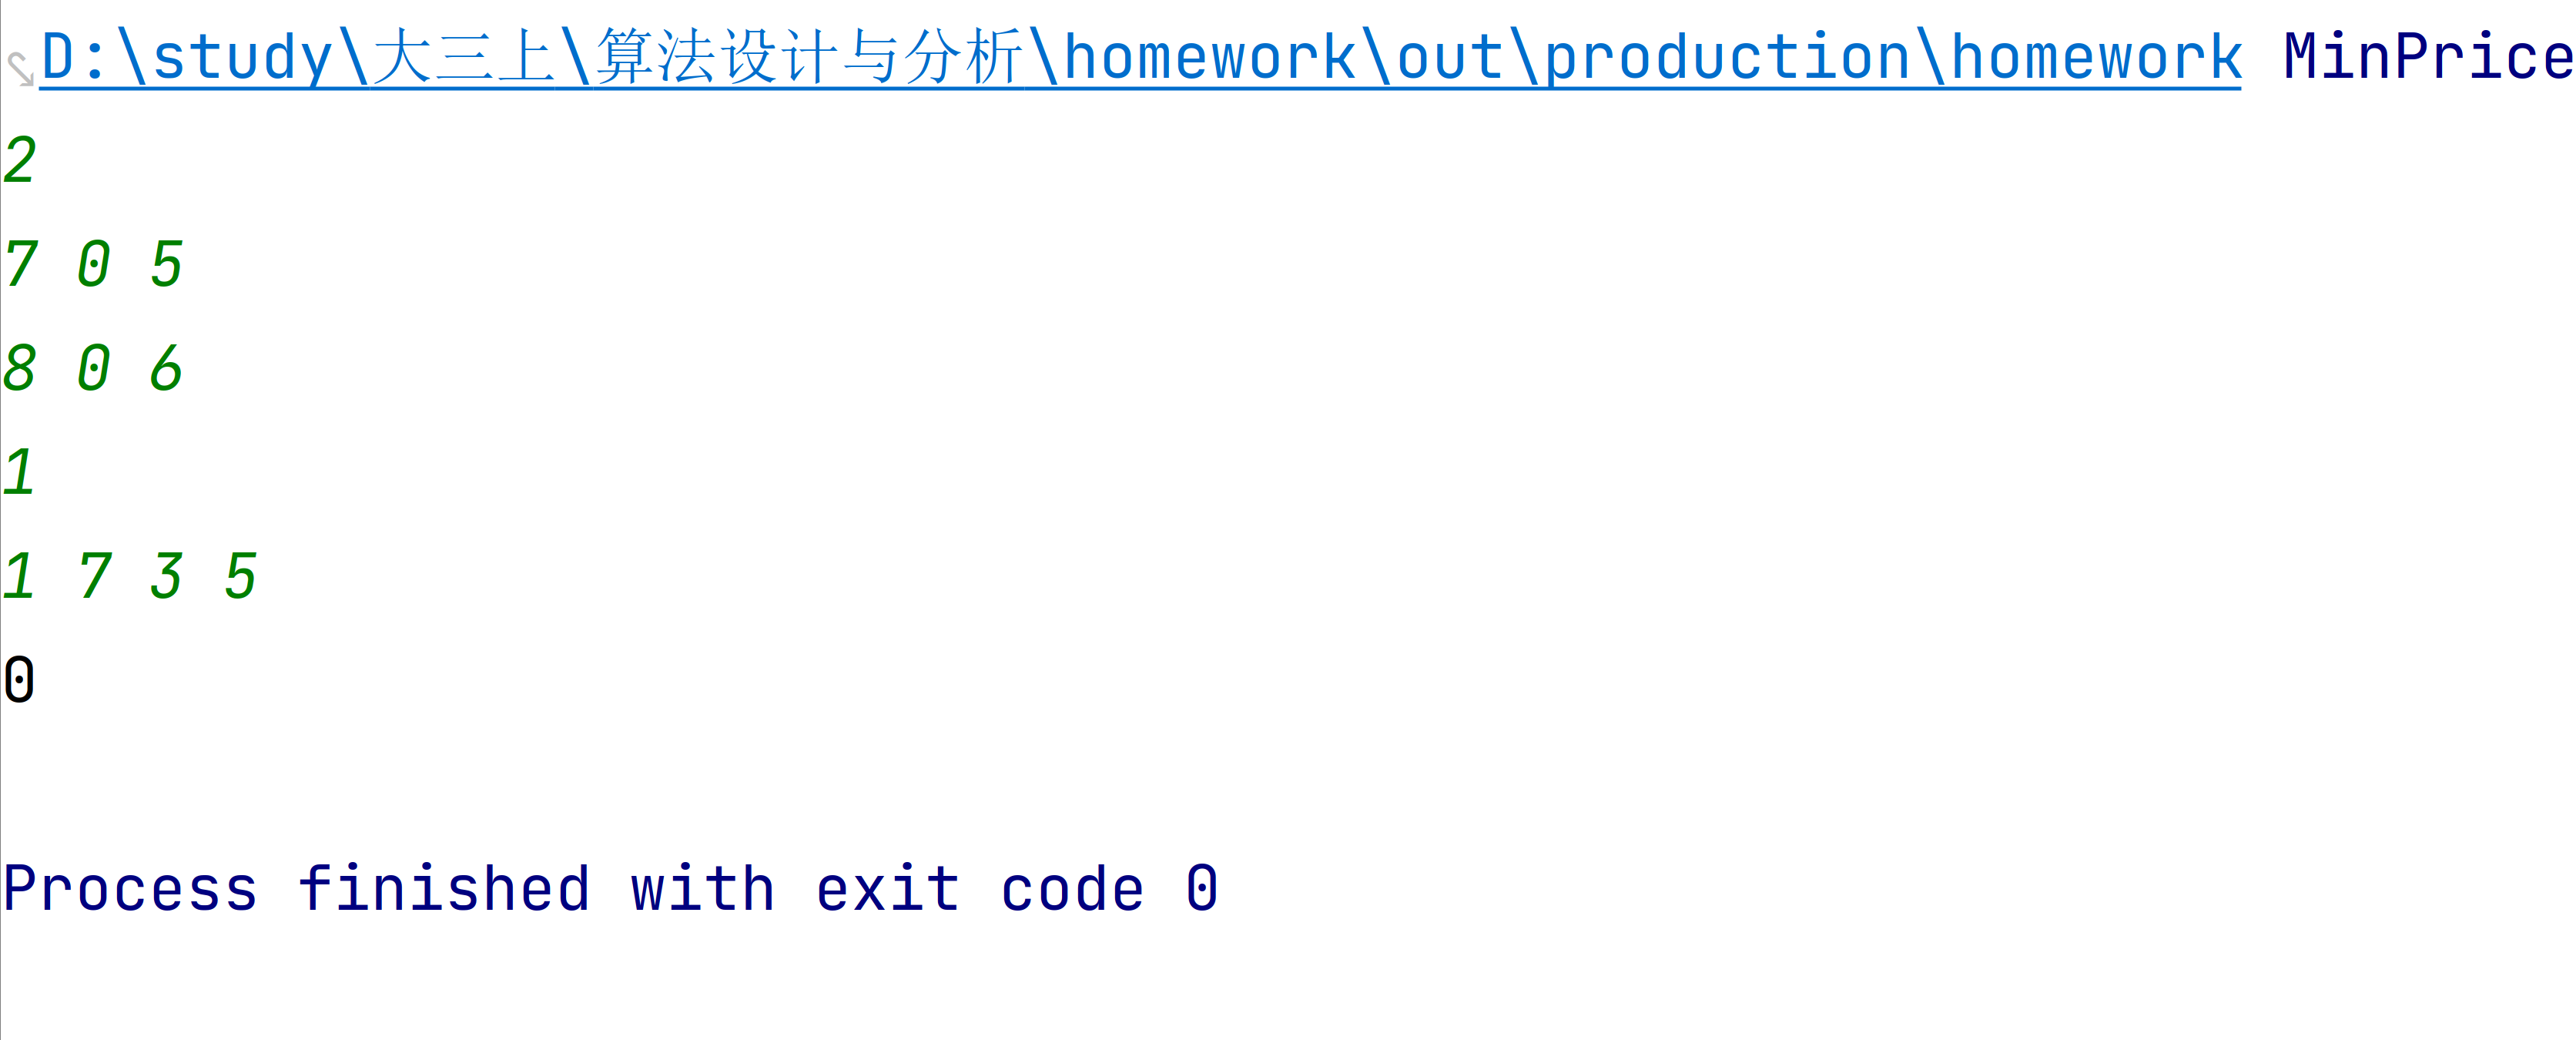 D:\study\大三上\算法设计与分析\homework\out\production\homework MinPrice
2
7 0 5
8 0 6
1
1 7 3 5
0
Process finished with exit code 0